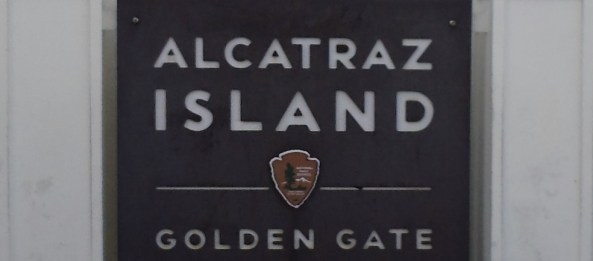 ALCATRAZ
ISLAND
GOLDEN GATE